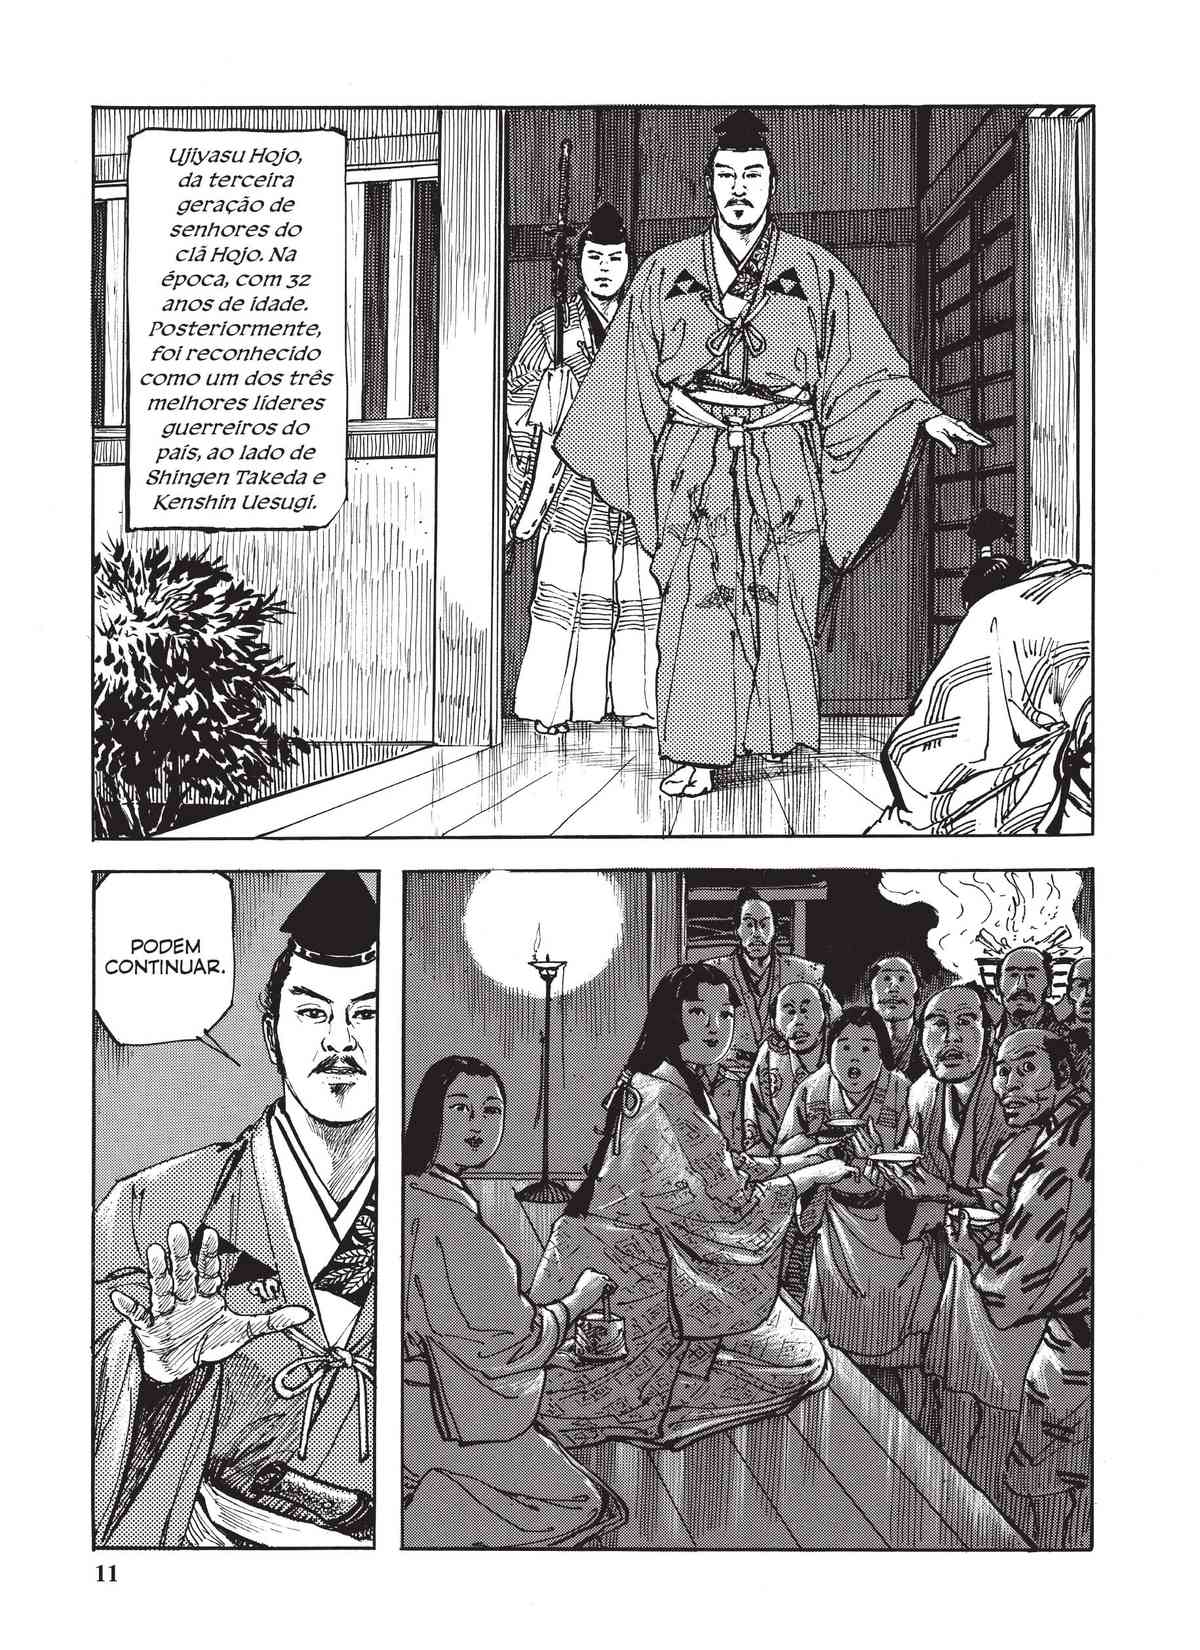 Ujiyasu Hojo,
da terceira
geração de
senhores do
clã Hojo. Na
época, com 32
anos de idade.
Posteriormente,
foi reconhecido
como um dos três
melhores líderes
guerreiros do
país, ao lado de
Shingen Takeda e
Kenshin Uesugi.
PODEM
CONTINUAR.
11